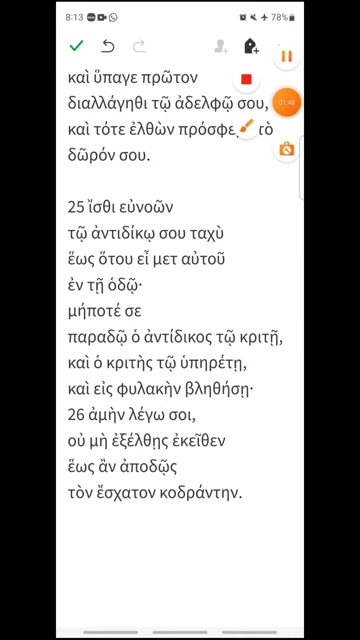 8:13
78%
καὶ ὕπαγε πρῶτον
διαλλάγηθι τῷ ἀδελφῷ σου,
01:48
καὶ τότε ἐλθὼν
δῶρόν σου.
25 ἴσθι εὐνοῶν
τῷ ἀντιδίκῳ σου ταχὺ
ἕως ὅτου εἶ μετ αὐτοῦ
ἐν τῇ ὁδῷ·
μήποτέ σε
παραδῷ ὁ ἀντίδικος τῷ κριτῇ,
καὶ ὁ κριτὴς τῷ ὑπηρέτῃ,
καὶ εἰς φυλακὴν βληθήσῃ·
26 ἀμὴν λέγω σοι,
οὐ μὴ ἐξέλθῃς ἐκεῖθεν
ἕως ἂν ἀποδῷς
τὸν ἔσχατον κοδράντην.